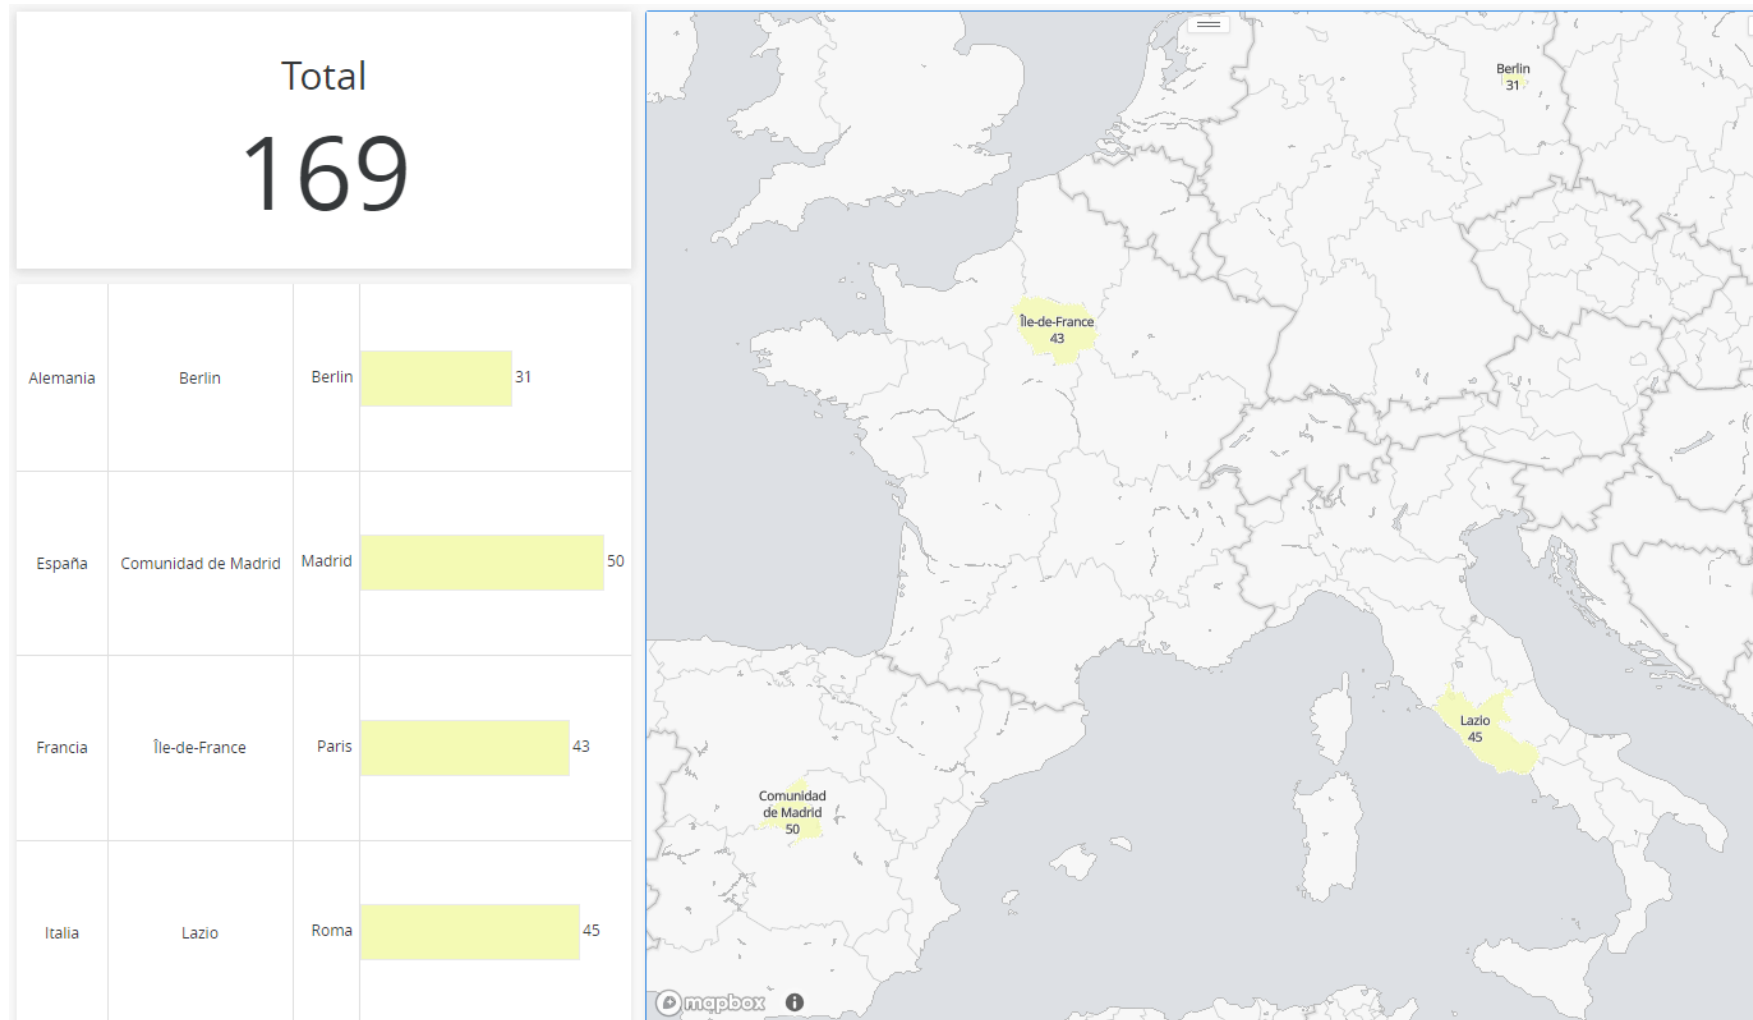 Total
169
Alemania
Berlin
Berlin
31
España
Comunidad de Madrid
Madrid
50
Francia
Île-de-France
Paris
43
Italia
Lazio
Roma
45
Berlin
31
Île-de-France
43
Lazio
45
Comunidad
de Madrid
50
mapbox